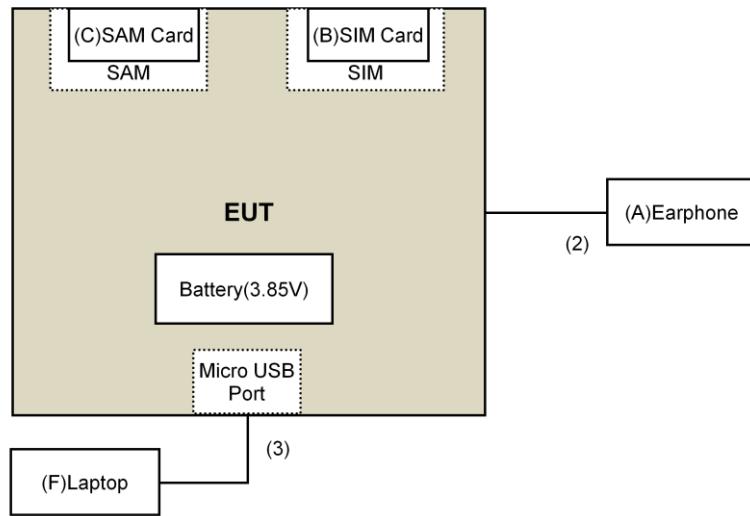 (C)SAM Card
(B)SIM Card
SAM
SIM
EUT
(A)Earphone
(2)
Battery(3.85V)
Micro USB
Port
(3)
(F)Laptop